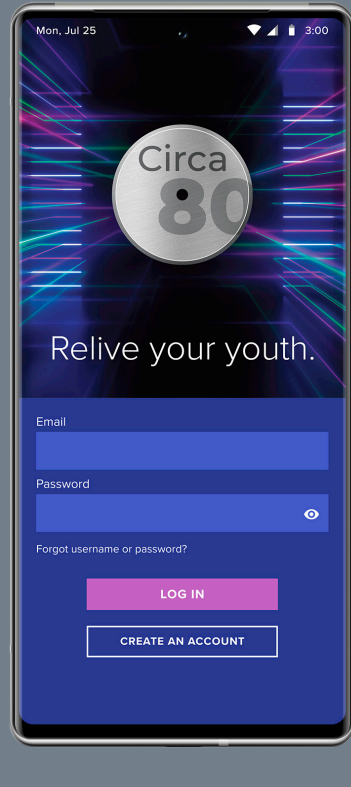 Mon, Jul 25 3:00
Circa
80
Relive your youth.
Email
Password
Forgot username or password?
LOG IN
CREATE AN ACCOUNT